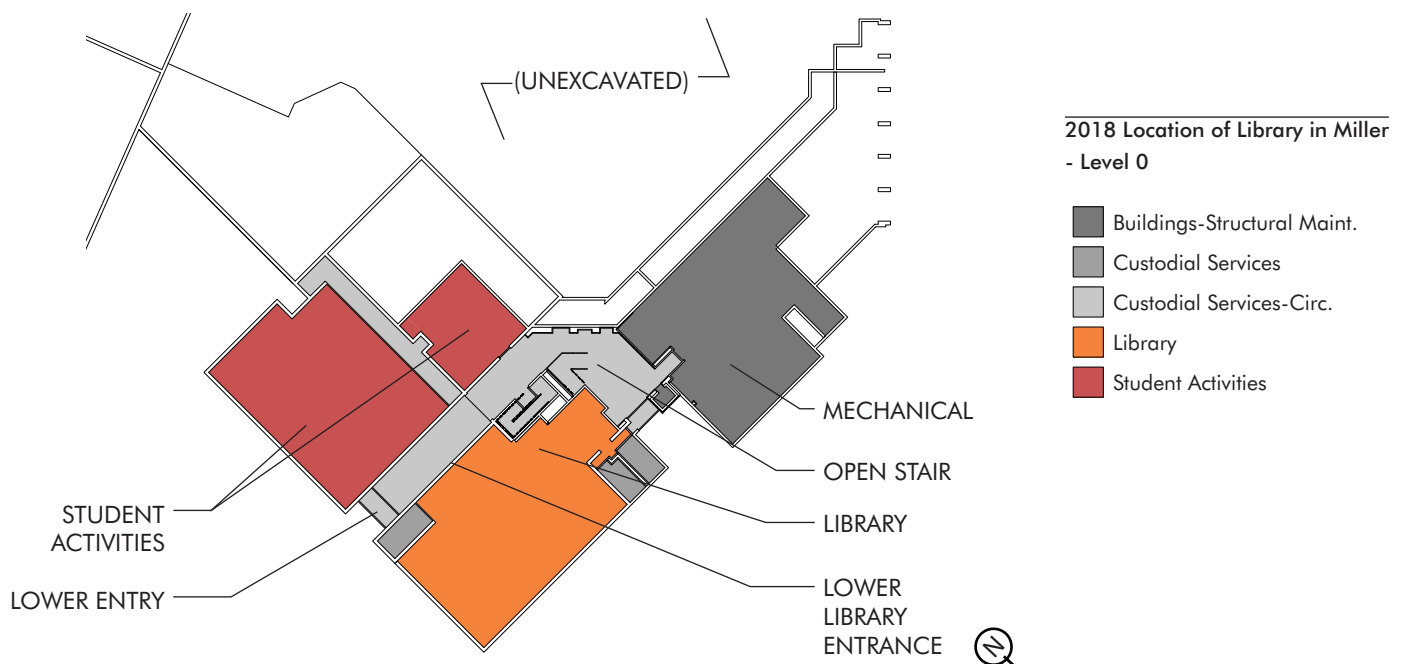 (UNEXCAVATED)
2018 Location of Library in Miller
- Level 0
Buildings-Structural Maint.
Custodial Services
Custodial Services-Circ.
Library
Student Activities
MECHANICAL
OPEN STAIR
LIBRARY
LOWER
LIBRARY
ENTRANCE
STUDENT
ACTIVITIES
LOWER ENTRY
N